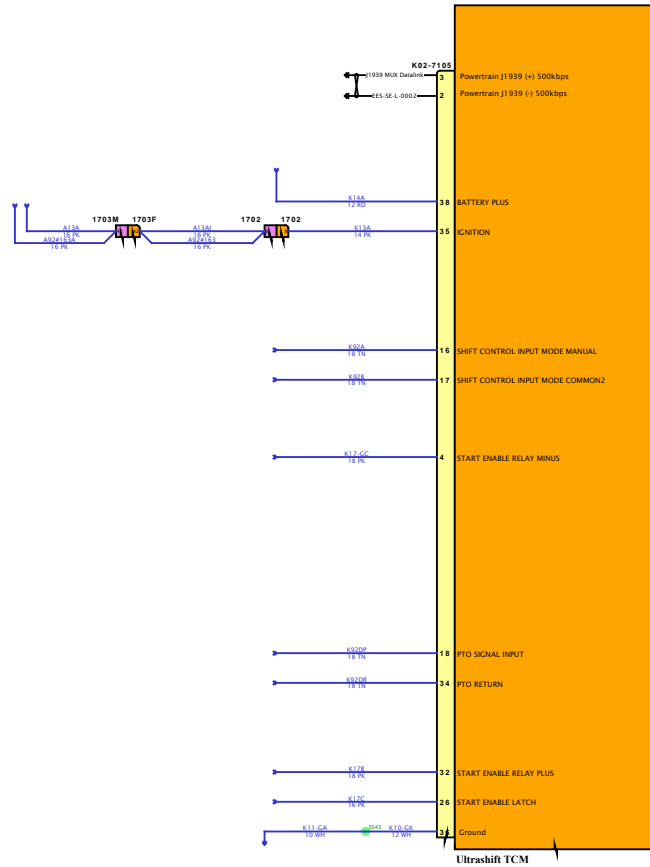 K02-7105
J1939 MUX Datalink
3 Powertrain J1939 (+) 500kbps
EES-SE-L-0002
2 Powertrain J1939 (-) 500kbps
K14A
12 RD
38 BATTERY PLUS
1703M 1703F 1702 1702
A13A A13AJ K13A
16 PK 16 PK 14 PK
35 IGNITION
A92#163A A92#163
16 PK 16 PK
K92A
18 TN
16 SHIFT CONTROL INPUT MODE MANUAL
K92B
18 TN
17 SHIFT CONTROL INPUT MODE COMMON2
K17-GC
18 PK
4 START ENABLE RELAY MINUS
K92DP
18 TN
18 PTO SIGNAL INPUT
K92DR
18 TN
34 PTO RETURN
K17B
18 PK
32 START ENABLE RELAY PLUS
K17C
16 PK
26 START ENABLE LATCH
K11-GA S543 K10-GK
10 WH 12 WH
Ground
Ultrashift TCM